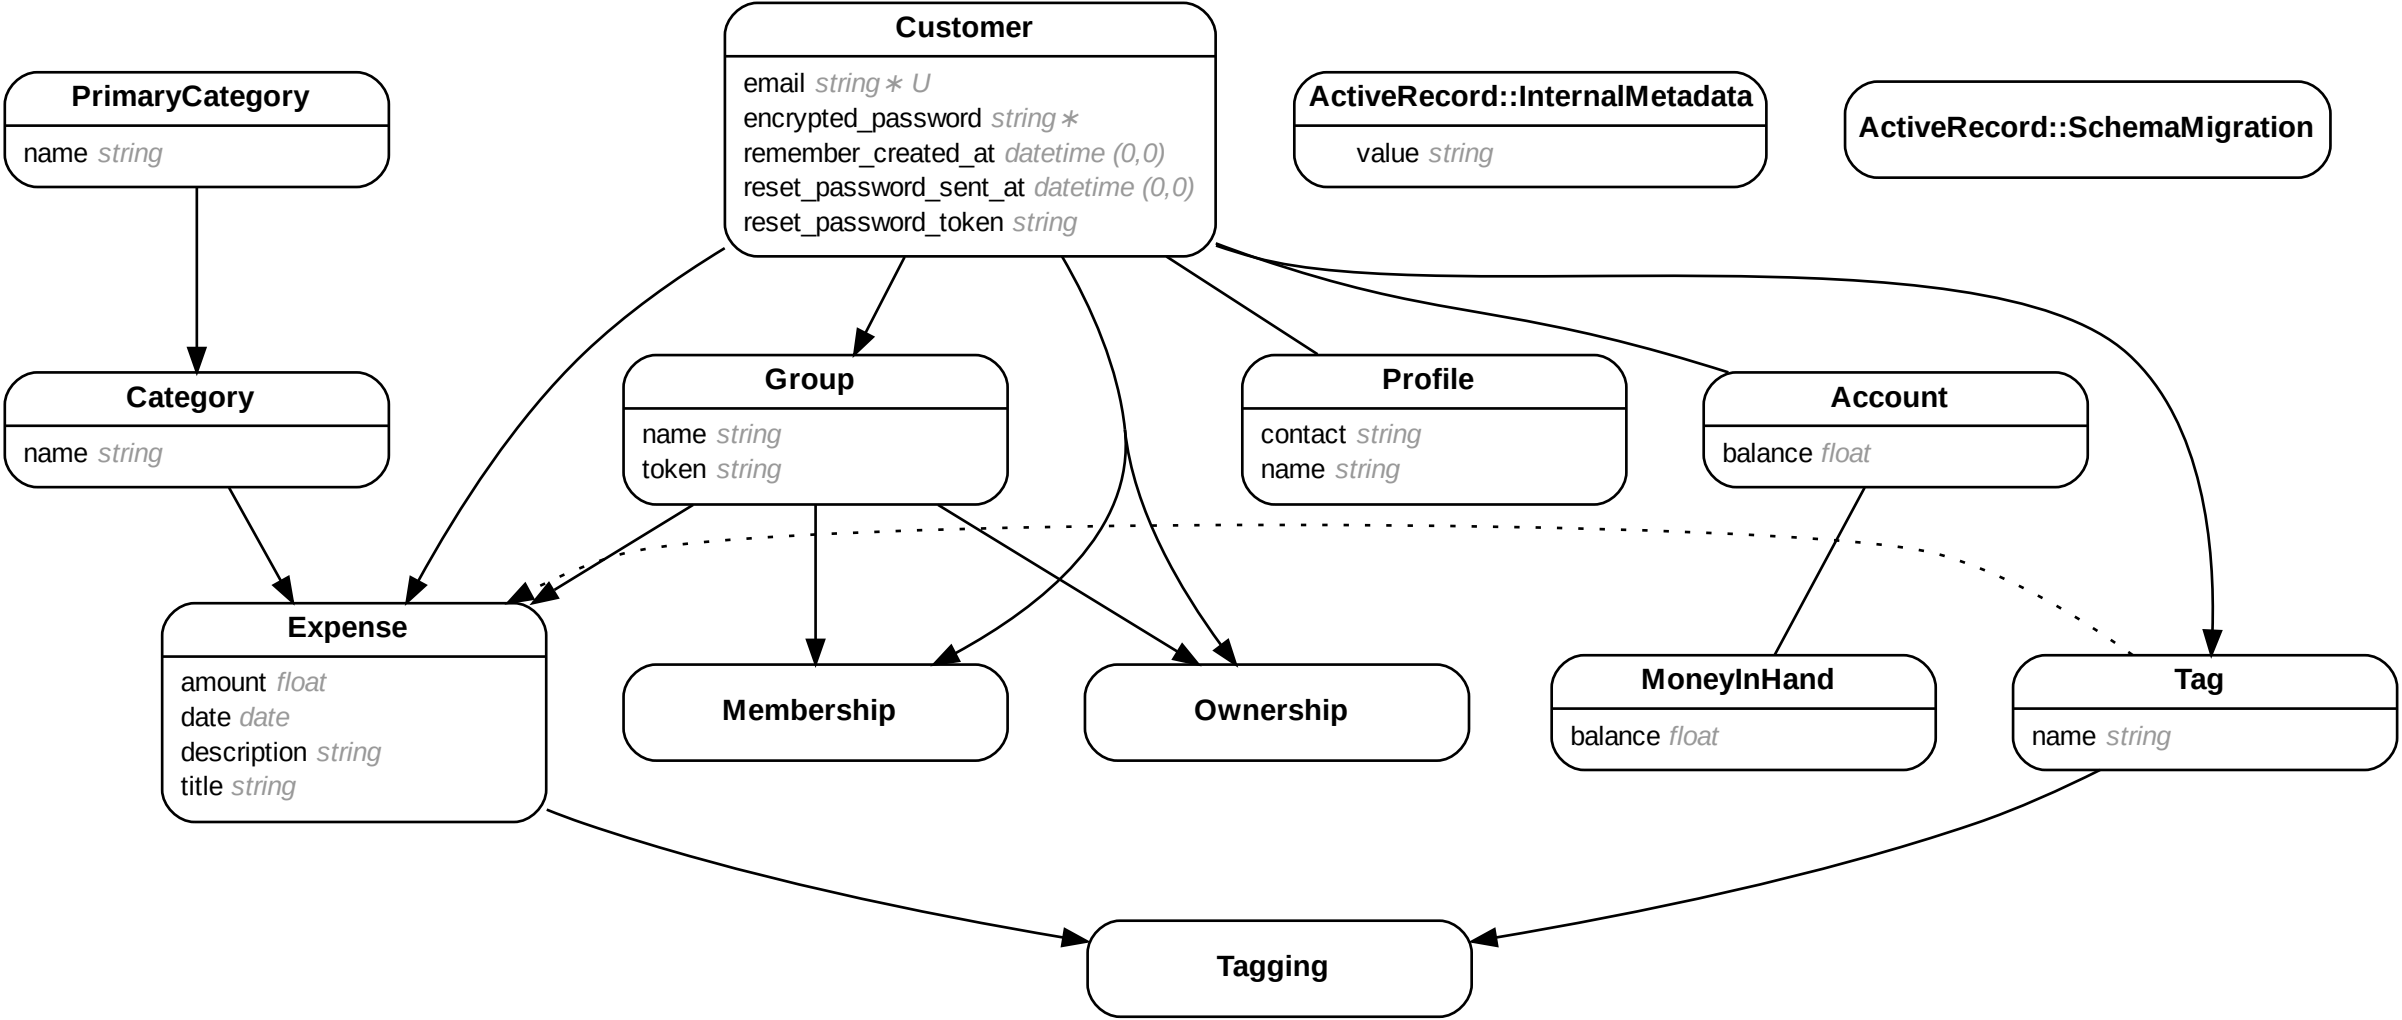 Customer
email string∗ U
encrypted_password string∗
remember_created_at datetime (0,0)
reset_password_sent_at datetime (0,0)
reset_password_token string
PrimaryCategory
name string
ActiveRecord::InternalMetadata
value string
ActiveRecord::SchemaMigration
Category
name string
Group
name string
token string
Profile
contact string
name string
Account
balance float
Expense
amount float
date date
description string
title string
Membership
Ownership
MoneyInHand
balance float
Tag
name string
Tagging